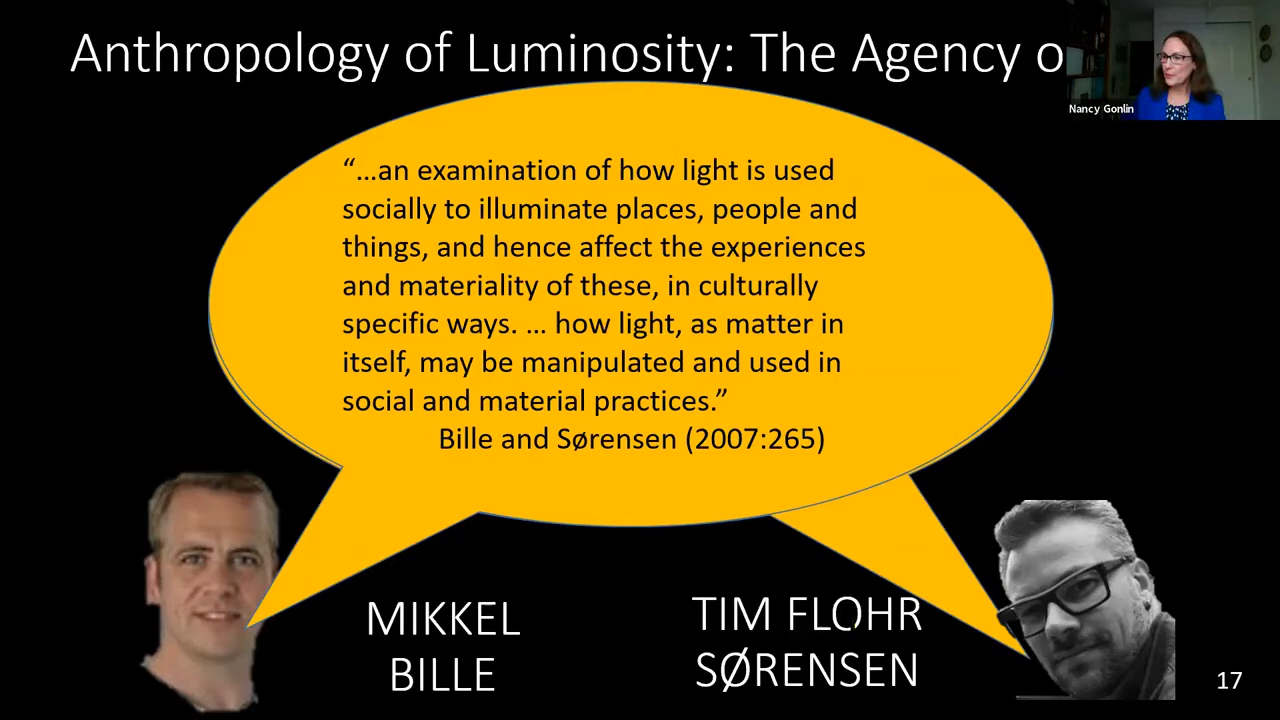 Anthropology of Luminosity: The Agency o
Nancy Gonlin
“...an examination of how light is used
socially to illuminate places, people and
things, and hence affect the experiences
and materiality of these, in culturally
specific ways. ... how light, as matter in
itself, may be manipulated and used in
social and material practices.”
Bille and Sørensen (2007:265)
MIKKEL
BILLE
TIM FLOHR
SØRENSEN
17